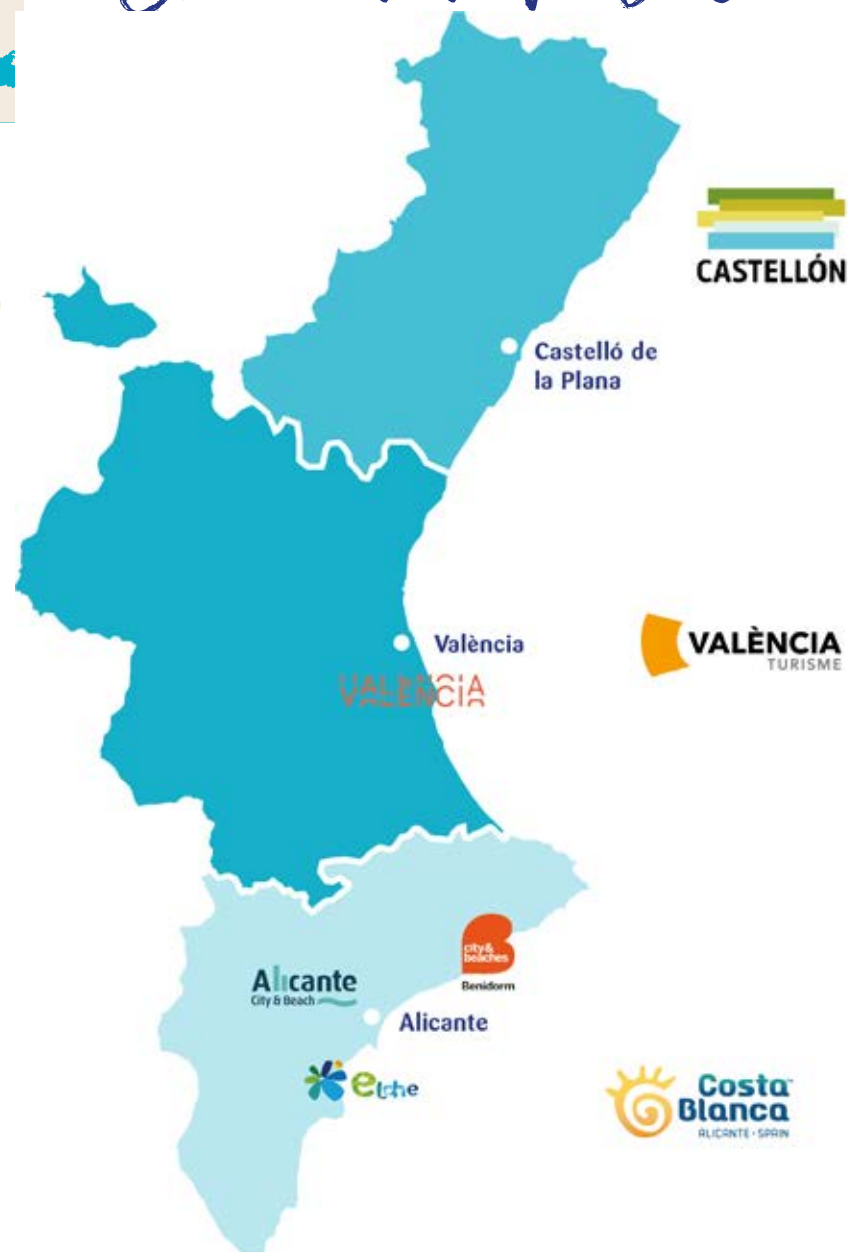 CASTELLÓN
Castelló de
la Plana
València
VALÈNCIA
TURISME
VALENCIA
city&
beaches
Benidorm
Alicante
City & Beach
Alicante
elche
Costa
Blanca
ALICANTE · SPAIN